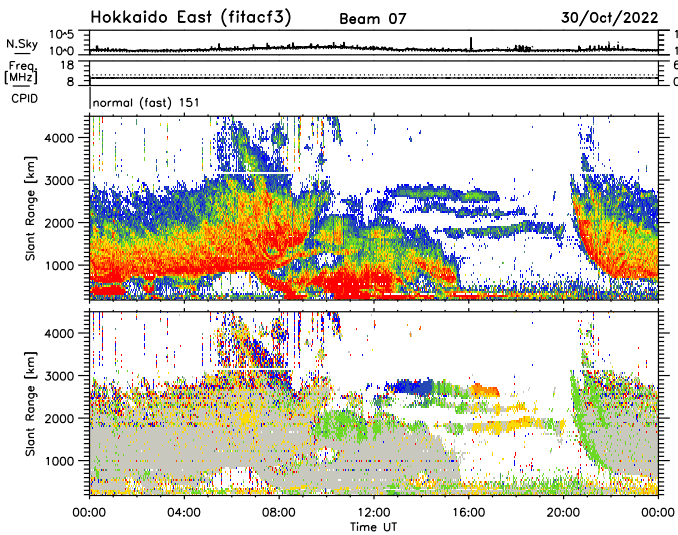 Hokkaido East (fitacf3) Beam 07 30/Oct/2022
N.Sky 10^5 10^0
Freq. [MHz] 18 8
CPID normal (fast) 151
Slant Range [km] 4000 3000 2000 1000
Slant Range [km] 4000 3000 2000 1000
00:00 04:00 08:00 12:00 16:00 20:00 00:00
Time UT